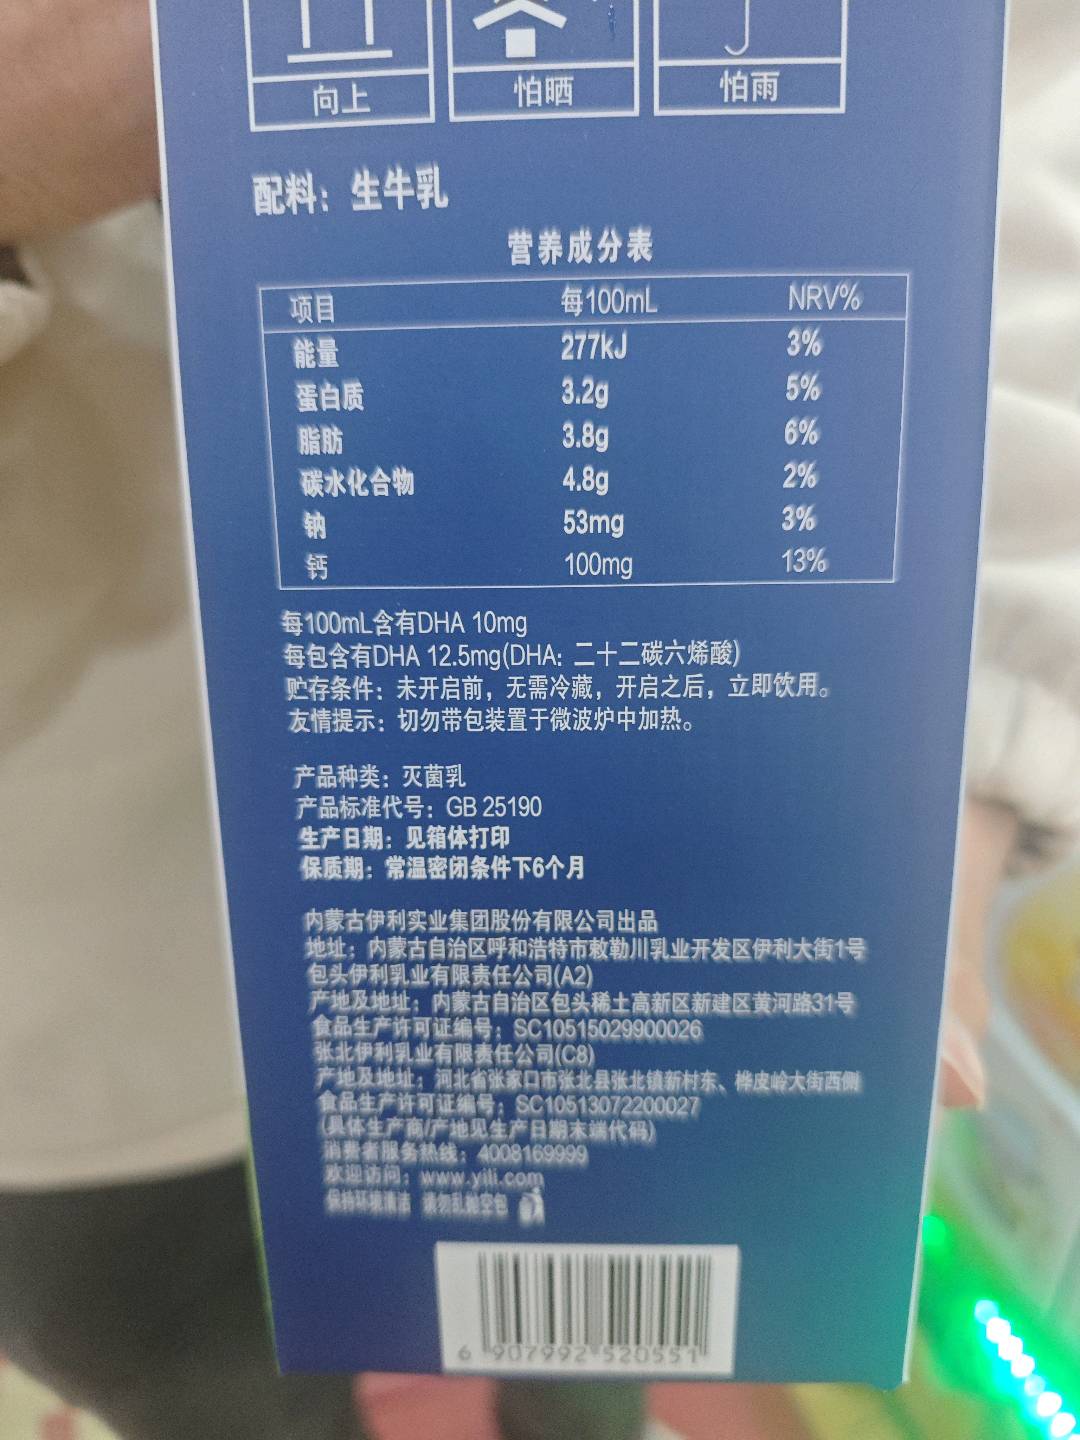 向上 怕晒 怕雨
配料：生牛乳
营养成分表
项目 每100mL NRV%
能量 277kJ 3%
蛋白质 3.2g 5%
脂肪 3.8g 6%
碳水化合物 4.8g 2%
钠 53mg 3%
钙 100mg 13%
每100mL含有DHA 10mg
每包含有DHA 12.5mg(DHA：二十二碳六烯酸)
贮存条件：未开启前，无需冷藏，开启之后，立即饮用。
友情提示：切勿带包装置于微波炉中加热。
产品种类：灭菌乳
产品标准代号：GB 25190
生产日期：见箱体打印
保质期：常温密闭条件下6个月
内蒙古伊利实业集团股份有限公司出品
地址：内蒙古自治区呼和浩特市敕勒川乳业开发区伊利大街1号
包头伊利乳业有限责任公司(A2)
产地及地址：内蒙古自治区包头稀土高新区新建区黄河路31号
食品生产许可证编号：SC10515029900026
张北伊利乳业有限责任公司(C8)
产地及地址：河北省张家口市张北县张北镇新村东、桦皮岭大街西侧
食品生产许可证编号：SC10513072200027
(具体生产商/产地见生产日期末端代码)
消费者服务热线：4008169999
欢迎访问：www.yili.com
保持环境清洁 请勿乱抛空包
6 907992 520551